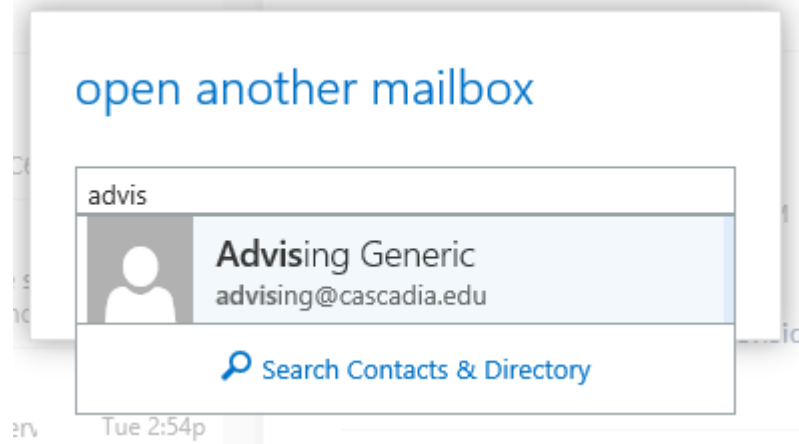 open another mailbox
advis
Advising Generic
advising@cascadia.edu
Search Contacts & Directory
Tue 2:54p